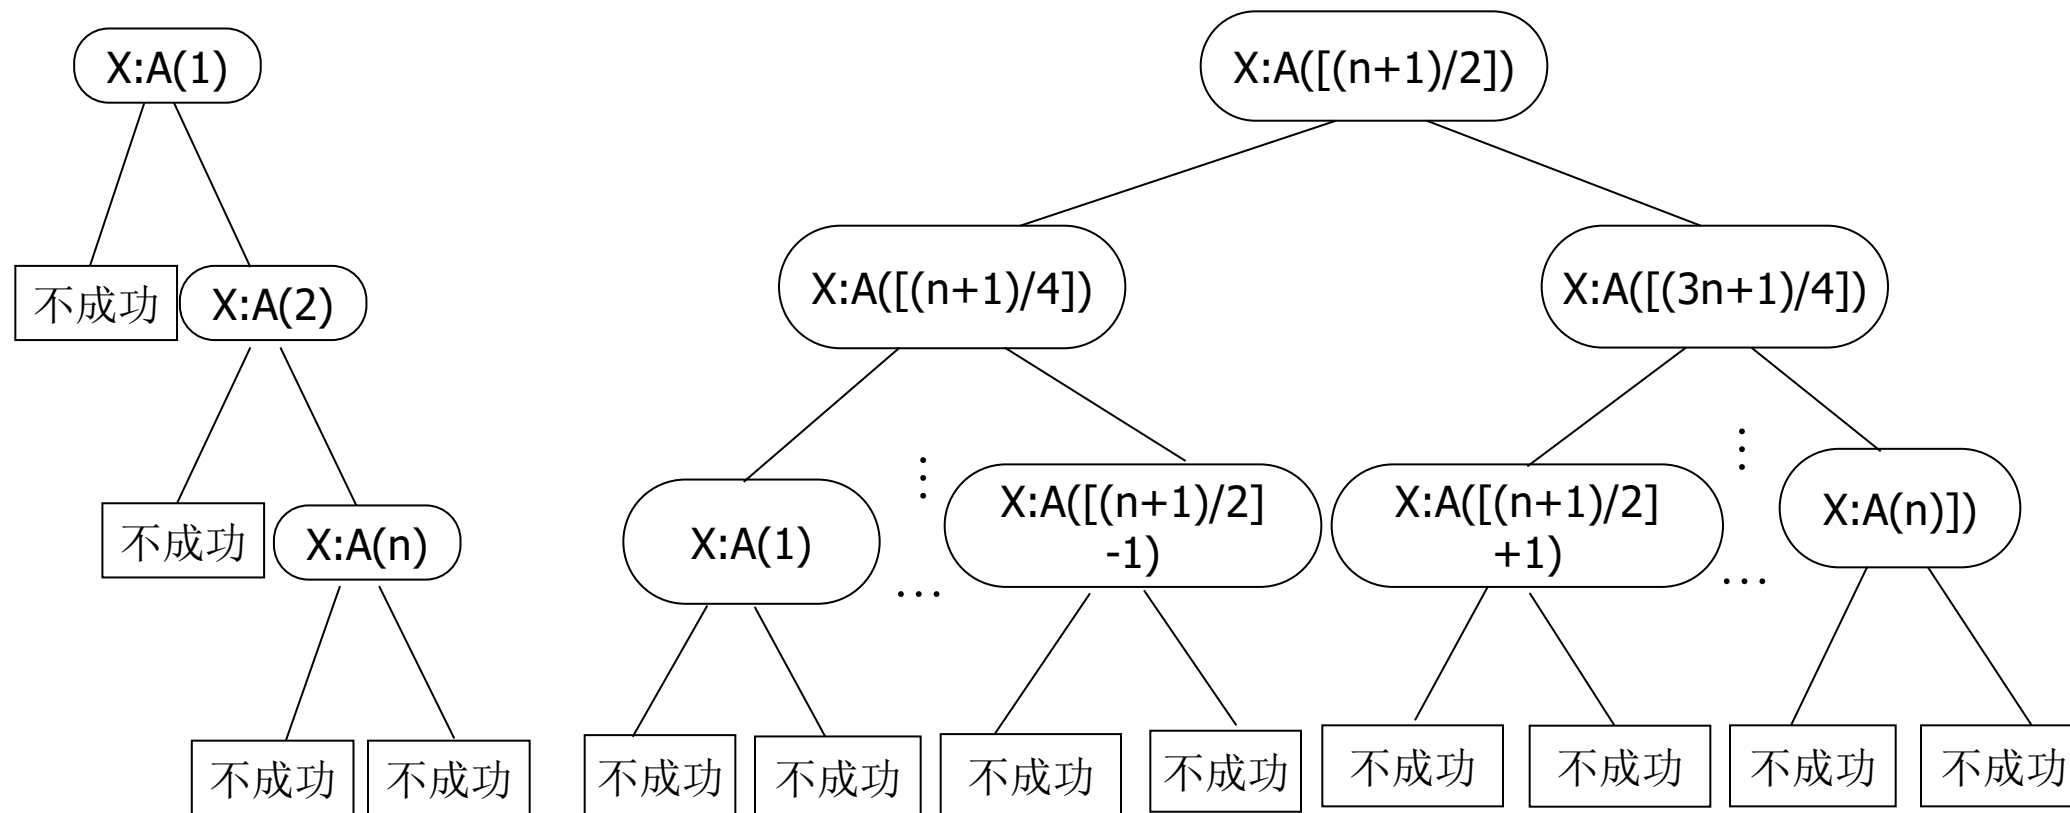 X:A(1)
X:A([(n+1)/2])
不成功
X:A(2)
X:A([(n+1)/4])
X:A([(3n+1)/4])
不成功
X:A(n)
X:A(1)
⋮
…
X:A([(n+1)/2]
-1)
X:A([(n+1)/2]
+1)
⋮
…
X:A(n)])
不成功
不成功
不成功
不成功
不成功
不成功
不成功
不成功
不成功
不成功